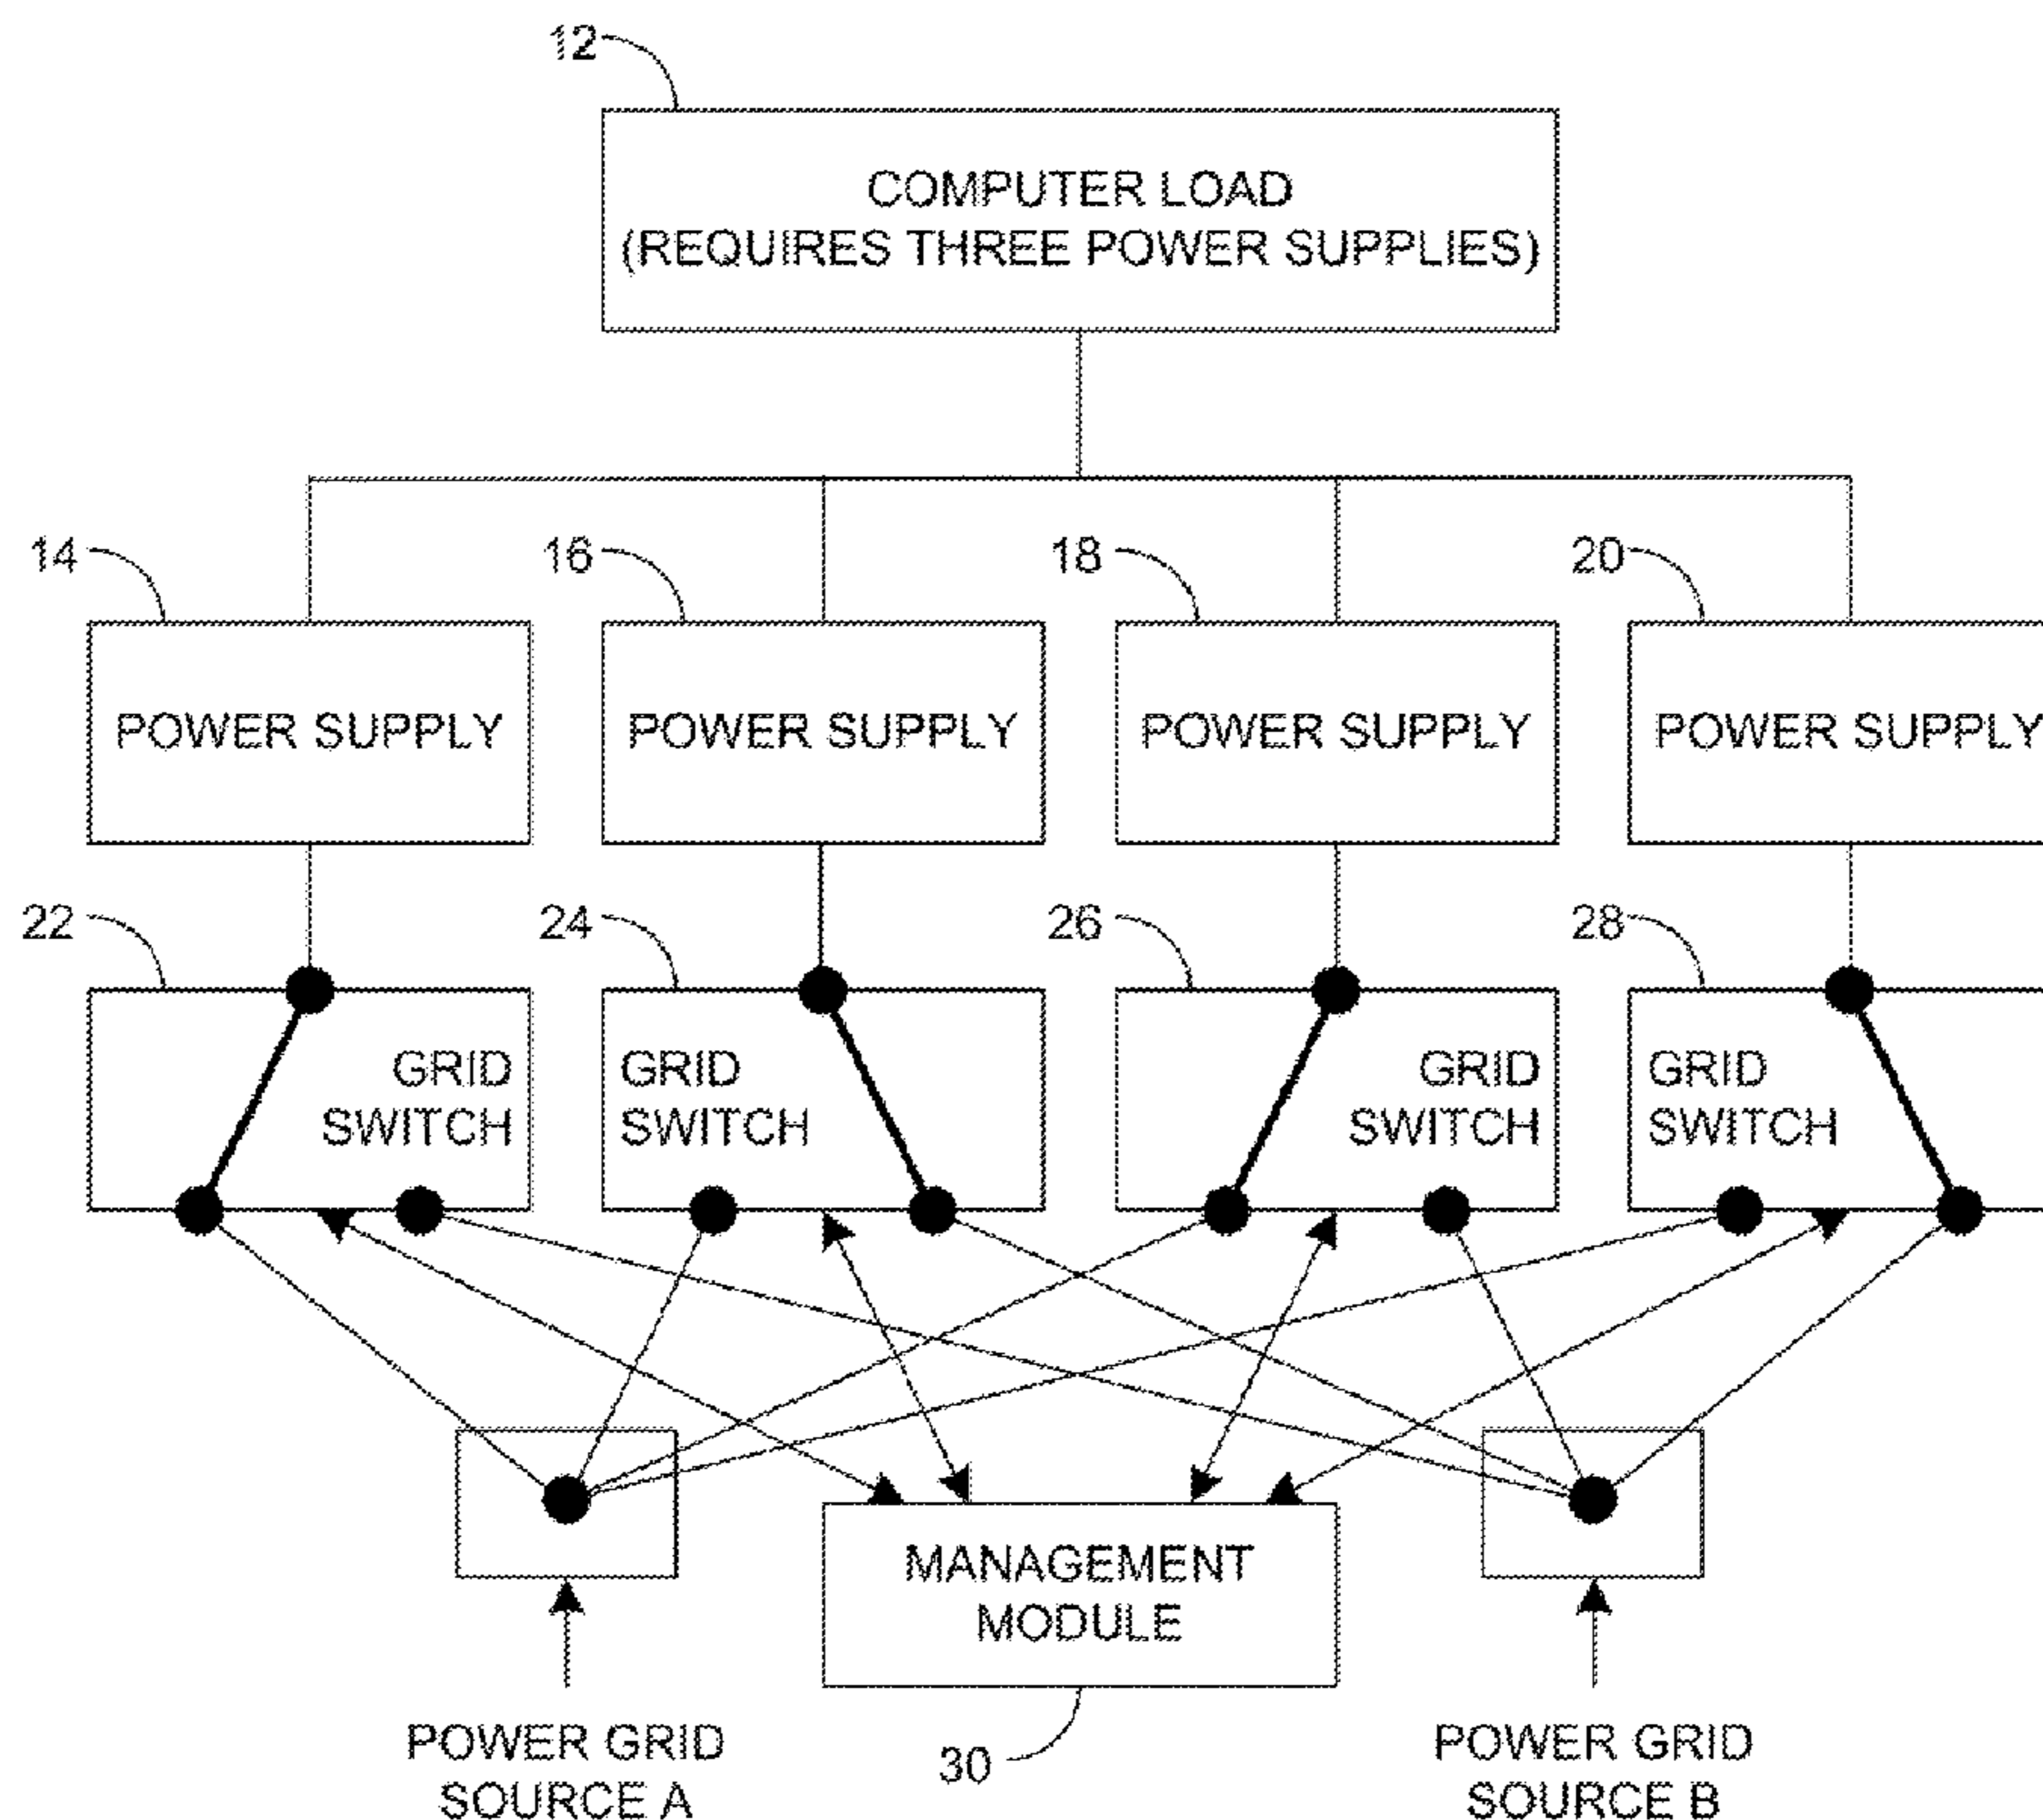 12
COMPUTER LOAD
(REQUIRES THREE POWER SUPPLIES)
14
16
18
20
POWER SUPPLY
POWER SUPPLY
POWER SUPPLY
POWER SUPPLY
22
24
26
28
GRID
SWITCH
GRID
SWITCH
GRID
SWITCH
GRID
SWITCH
MANAGEMENT
MODULE
POWER GRID
SOURCE A
30
POWER GRID
SOURCE B